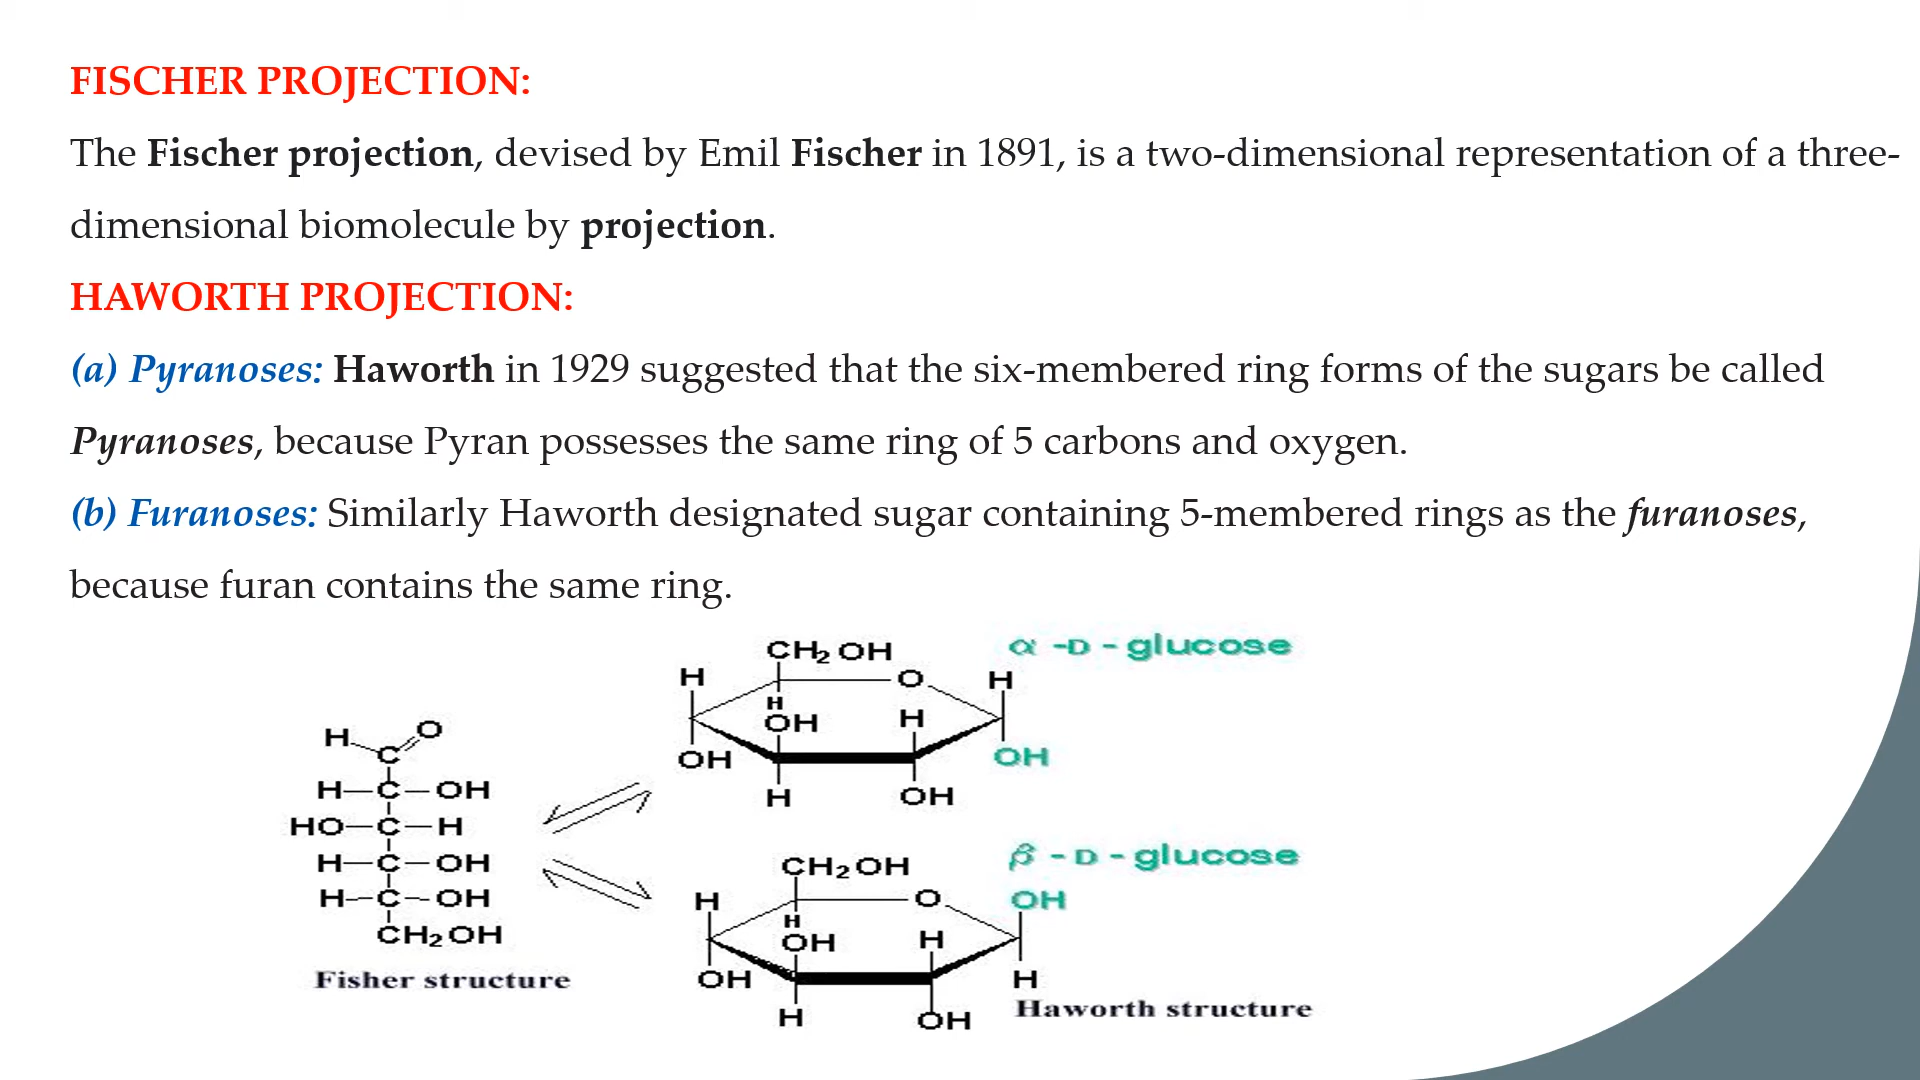 FISCHER PROJECTION:
The Fischer projection, devised by Emil Fischer in 1891, is a two-dimensional representation of a three-
dimensional biomolecule by projection.
HAWORTH PROJECTION:
(a) Pyranoses: Haworth in 1929 suggested that the six-membered ring forms of the sugars be called
Pyranoses, because Pyran possesses the same ring of 5 carbons and oxygen.
(b) Furanoses: Similarly Haworth designated sugar containing 5-membered rings as the furanoses,
because furan contains the same ring.
H O
C
H—C—OH
HO—C—H
H—C—OH
H—C—OH
CH2OH
Fisher structure
α -D- glucose
CH2OH
H O H
H
OH H
OH OH
H OH
β -D- glucose
CH2OH
H O OH
H
OH H
OH H
H OH
Haworth structure